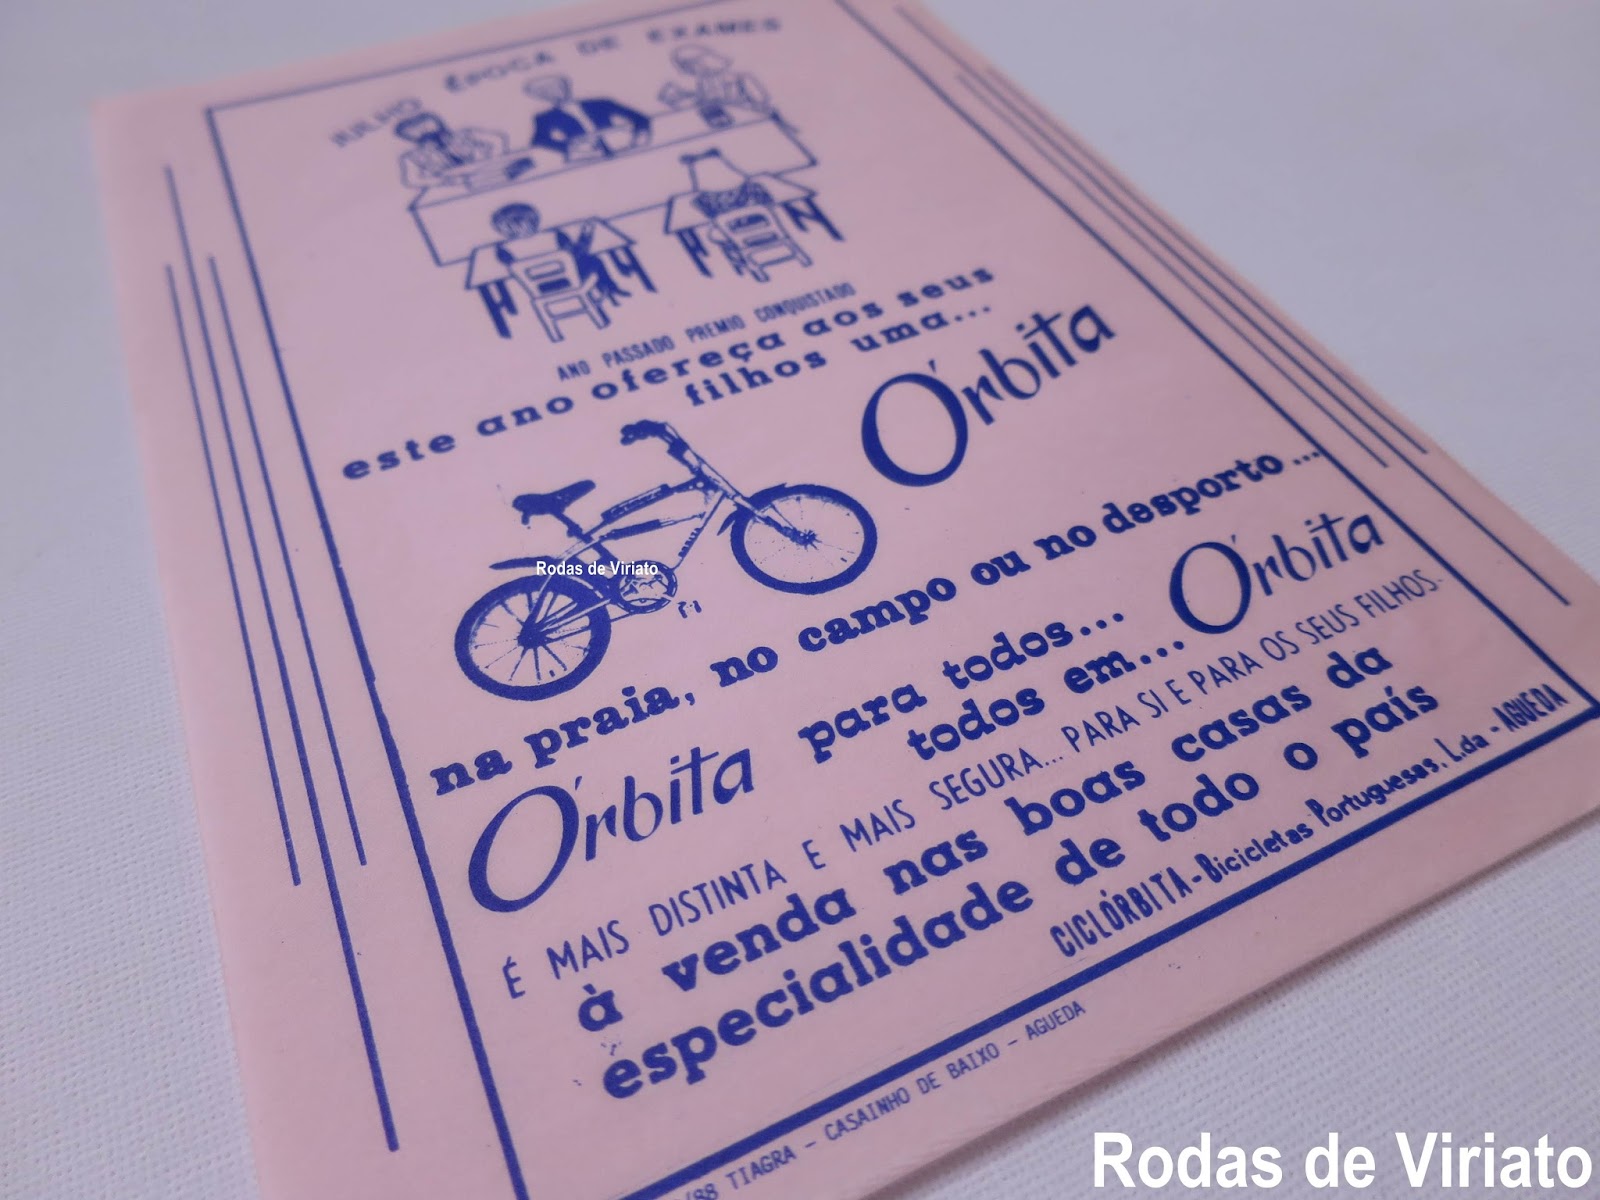 JULHO ÉPOCA DE EXAMES
ANO PASSADO PREMIO CONQUISTADO
este ano ofereça aos seus
filhos uma...
Órbita
Rodas de Viriato
na praia, no campo ou no desporto...
Órbita para todos...
todos em... Órbita
É MAIS DISTINTA E MAIS SEGURA... PARA SI E PARA OS SEUS FILHOS.
à venda nas boas casas da
especialidade de todo o país
CICLÓRBITA - Bicicletas Portuguesas, L.da - AGUEDA
/88 TIAGRA - CASAINHO DE BAIXO - AGUEDA
Rodas de Viriato